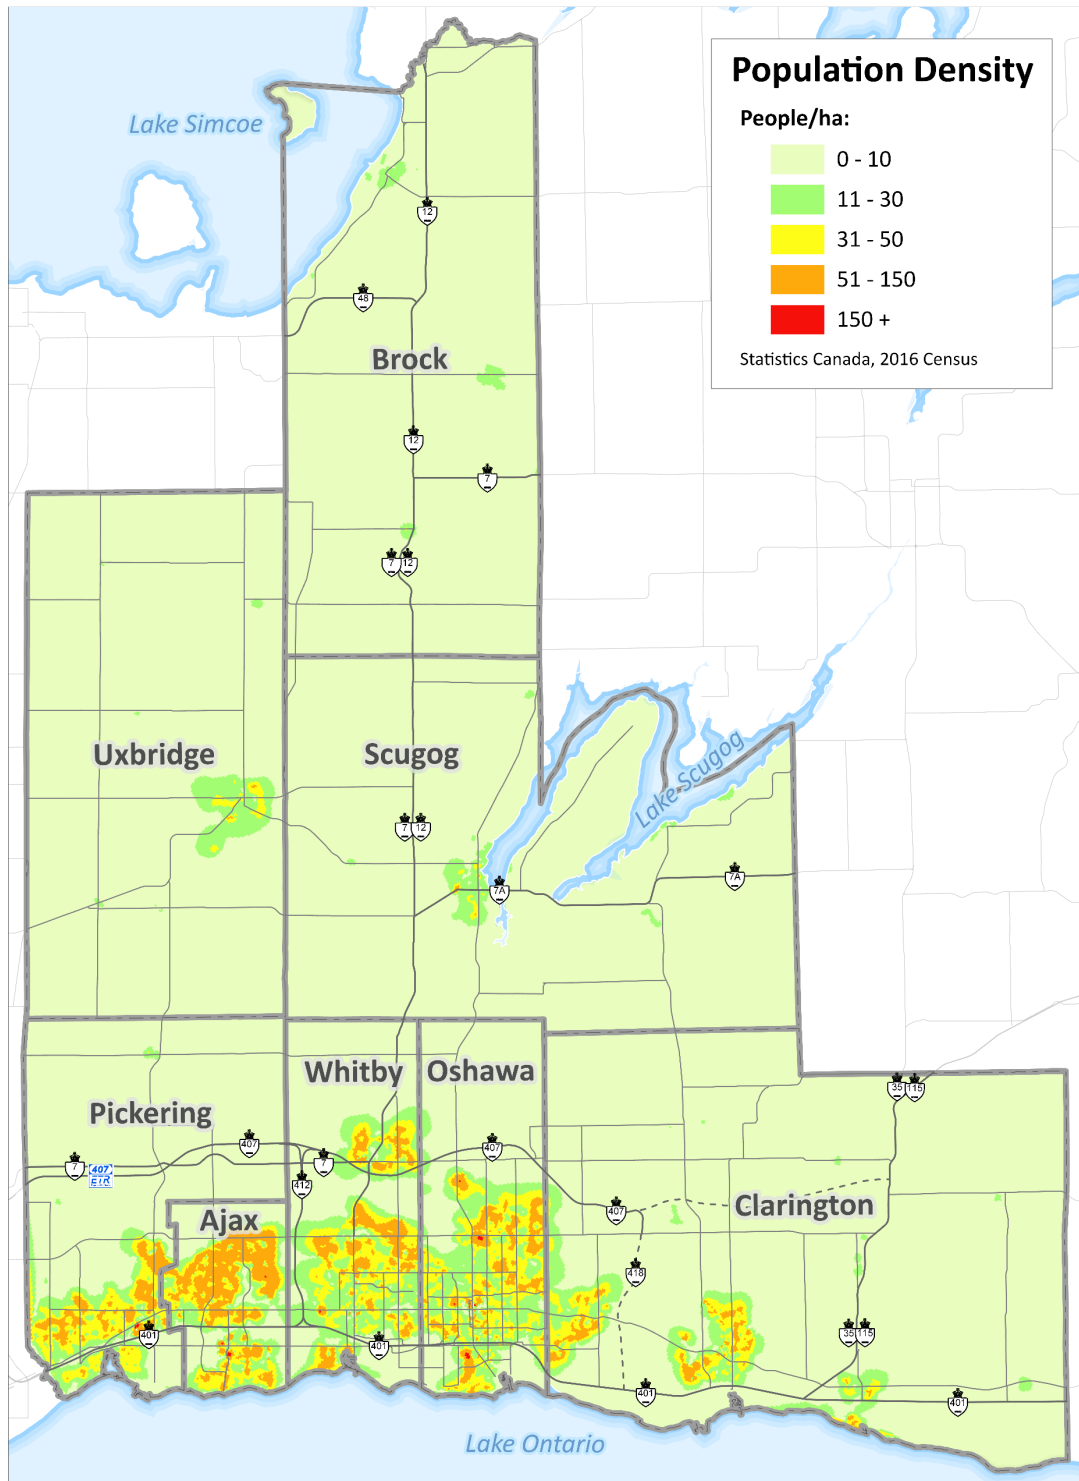 Population Density
People/ha:
0 - 10
11 - 30
31 - 50
51 - 150
150 +
Statistics Canada, 2016 Census
Lake Simcoe
12
48
Brock
12
7
7
12
Uxbridge
Scugog
Lake Scugog
7
12
7A
7A
Whitby
Oshawa
Pickering
35
115
407
407
7
407
ETR
7
412
Ajax
407
Clarington
418
401
401
35
115
401
401
Lake Ontario